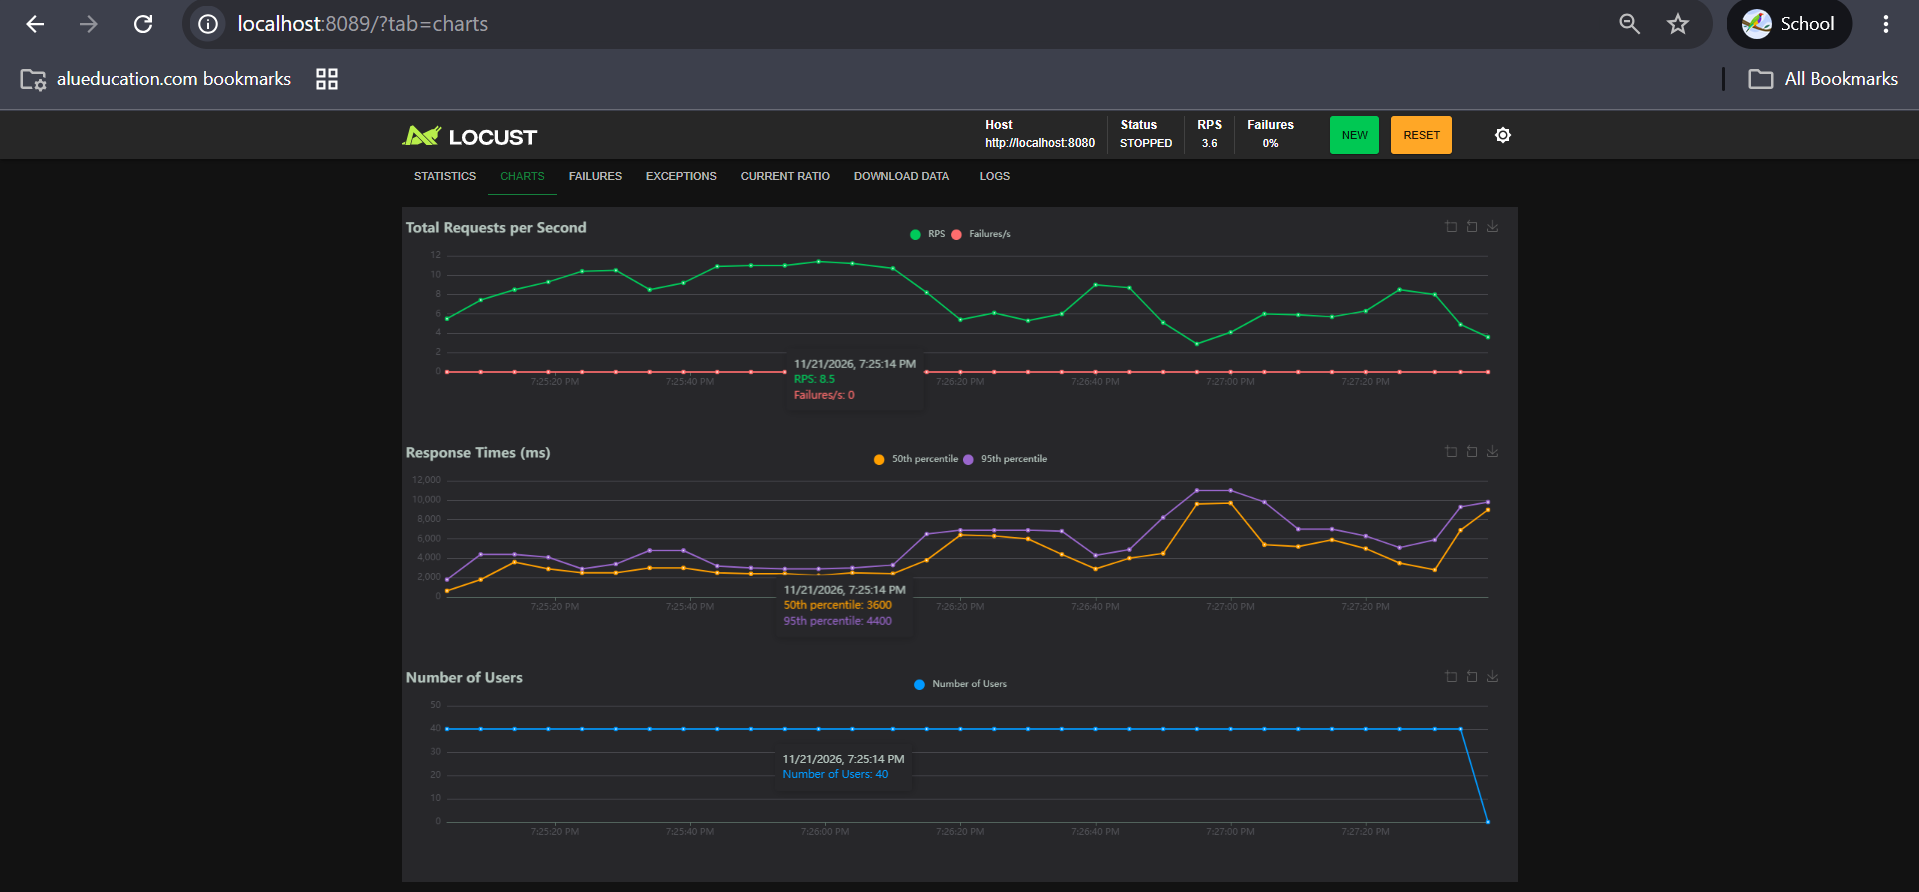 localhost:8089/?tab=charts
School
alueducation.com bookmarks
All Bookmarks
LOCUST
Host
http://localhost:8080
Status
STOPPED
RPS
3.6
Failures
0%
NEW
RESET
STATISTICS CHARTS FAILURES EXCEPTIONS CURRENT RATIO DOWNLOAD DATA LOGS
Total Requests per Second
RPS Failures/s
12
10
8
6
4
2
0
11/21/2026, 7:25:14 PM
RPS: 8.5
Failures/s: 0
7:25:20 PM 7:25:40 PM 7:26:20 PM 7:26:40 PM 7:27:00 PM 7:27:20 PM
Response Times (ms)
50th percentile 95th percentile
12,000
10,000
8,000
6,000
4,000
2,000
0
11/21/2026, 7:25:14 PM
50th percentile: 3600
95th percentile: 4400
7:25:20 PM 7:25:40 PM 7:26:20 PM 7:26:40 PM 7:27:00 PM 7:27:20 PM
Number of Users
Number of Users
50
40
30
20
10
0
11/21/2026, 7:25:14 PM
Number of Users: 40
7:25:20 PM 7:25:40 PM 7:26:00 PM 7:26:20 PM 7:26:40 PM 7:27:00 PM 7:27:20 PM